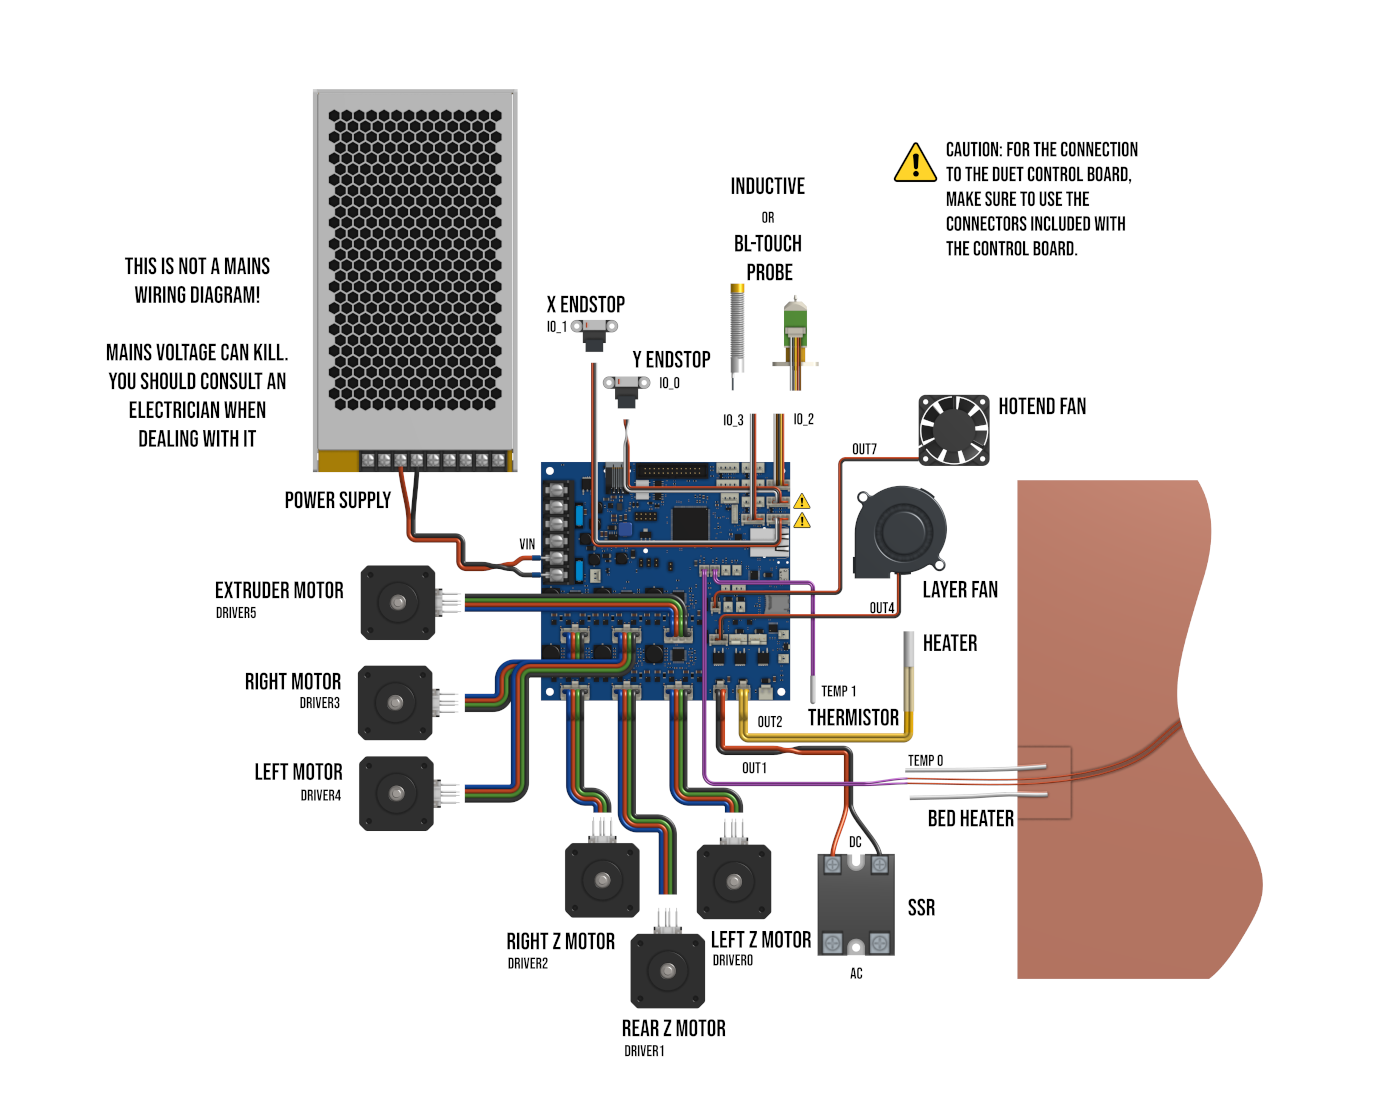 INDUCTIVE
OR
BL-TOUCH
PROBE
CAUTION: FOR THE CONNECTION
TO THE DUET CONTROL BOARD,
MAKE SURE TO USE THE
CONNECTORS INCLUDED WITH
THE CONTROL BOARD.
THIS IS NOT A MAINS
WIRING DIAGRAM!
MAINS VOLTAGE CAN KILL.
YOU SHOULD CONSULT AN
ELECTRICIAN WHEN
DEALING WITH IT
X ENDSTOP
IO_1
Y ENDSTOP
IO_0
IO_3
IO_2
HOTEND FAN
OUT7
POWER SUPPLY
VIN
EXTRUDER MOTOR
DRIVER5
LAYER FAN
OUT4
HEATER
RIGHT MOTOR
DRIVER3
TEMP 1
THERMISTOR
OUT2
LEFT MOTOR
DRIVER4
OUT1
TEMP 0
BED HEATER
DC
SSR
AC
RIGHT Z MOTOR
DRIVER2
LEFT Z MOTOR
DRIVER0
REAR Z MOTOR
DRIVER1